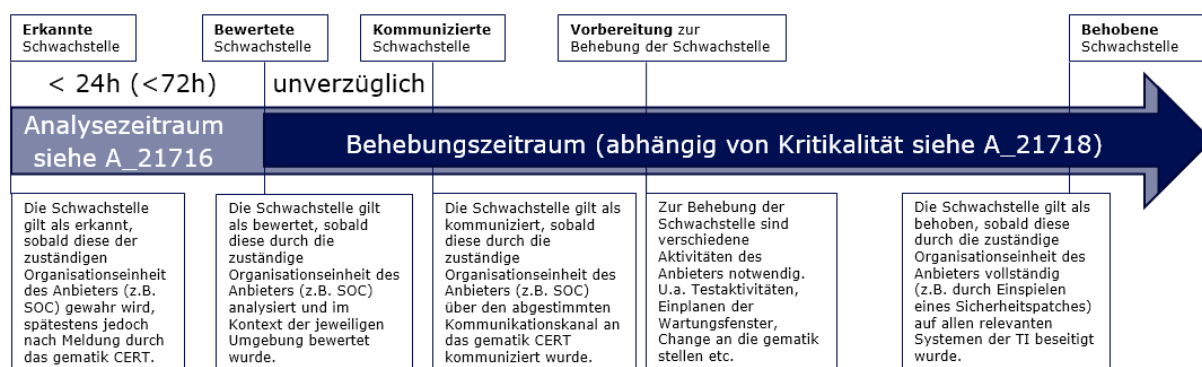 Erkannte
Schwachstelle
Bewertete
Schwachstelle
Kommunizierte
Schwachstelle
Vorbereitung zur
Behebung der Schwachstelle
Behobene
Schwachstelle
< 24h (<72h)
unverzüglich
Analysezeitraum
siehe A_21716
Behebungszeitraum (abhängig von Kritikalität siehe A_21718)
Die Schwachstelle
gilt als erkannt,
sobald diese der
zuständigen
Organisationseinheit
des Anbieters (z.B.
SOC) gewahr wird,
spätestens jedoch
nach Meldung durch
das gematik CERT.
Die Schwachstelle gilt
als bewertet, sobald
diese durch die
zuständige
Organisationseinheit des
Anbieters (z.B. SOC)
analysiert und im
Kontext der jeweiligen
Umgebung bewertet
wurde.
Die Schwachstelle gilt als
kommuniziert, sobald
diese durch die
zuständige
Organisationseinheit des
Anbieters (z.B. SOC)
über den abgestimmten
Kommunikationskanal an
das gematik CERT
kommuniziert wurde.
Zur Behebung der
Schwachstelle sind
verschiedene
Aktivitäten des
Anbieters notwendig.
U.a. Testaktivitäten,
Einplanen der
Wartungsfenster,
Change an die gematik
stellen etc.
Die Schwachstelle gilt als
behoben, sobald diese
durch die zuständige
Organisationseinheit des
Anbieters vollständig
(z.B. durch Einspielen
eines Sicherheitspatches)
auf allen relevanten
Systemen der TI beseitigt
wurde.